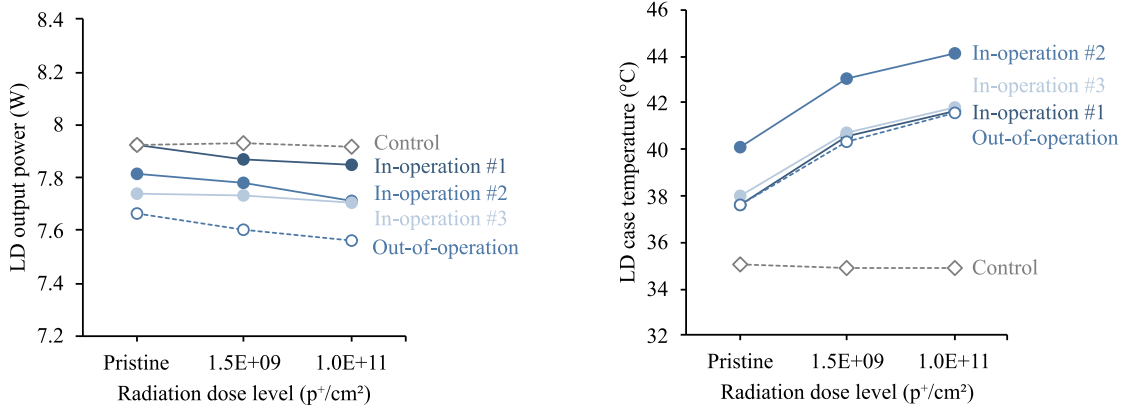 LD output power (W)
8.4
8.2
8
7.8
7.6
7.4
7.2
Control
In-operation #1
In-operation #2
In-operation #3
Out-of-operation
Pristine
1.5E+09
1.0E+11
Radiation dose level (p⁺/cm²)
LD case temperature (°C)
46
44
42
40
38
36
34
32
In-operation #2
In-operation #3
In-operation #1
Out-of-operation
Control
Pristine
1.5E+09
1.0E+11
Radiation dose level (p⁺/cm²)